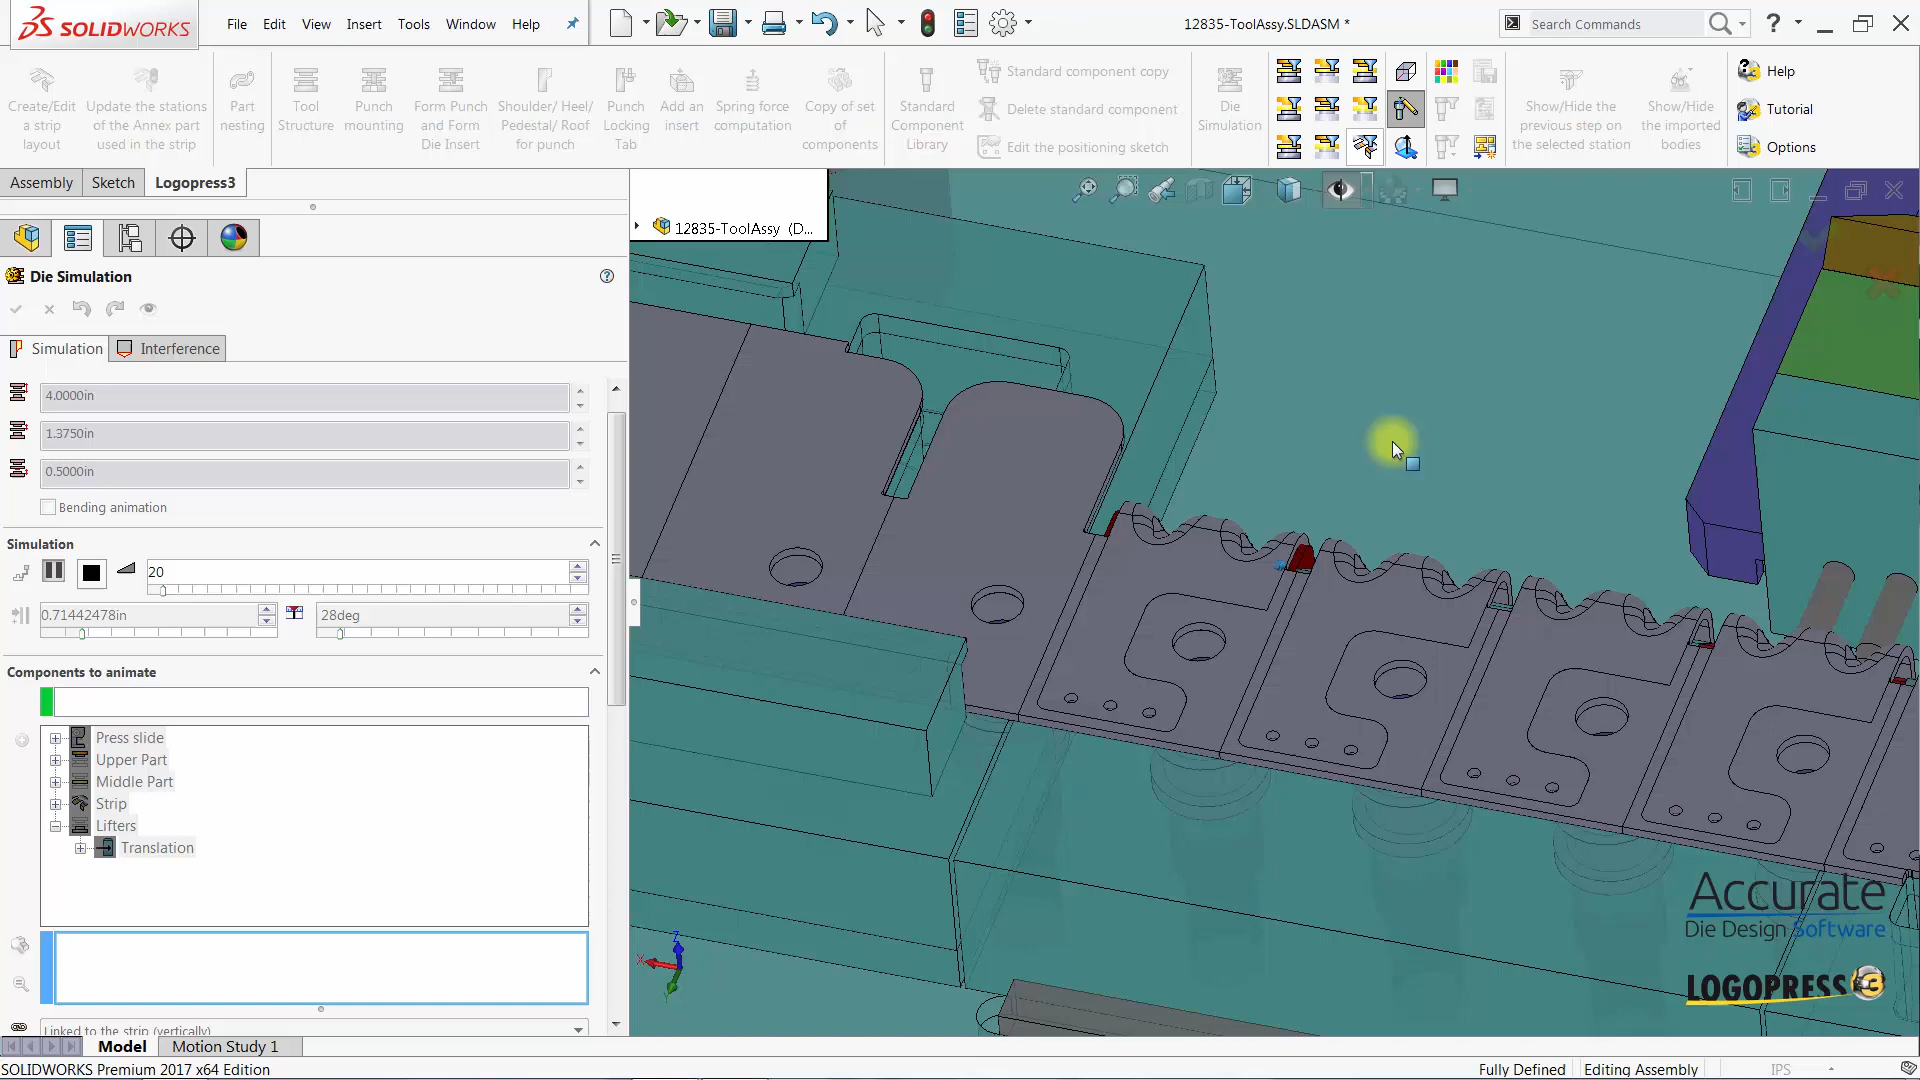 SOLIDWORKS
File
Edit
View
Insert
Tools
Window
Help
12835-ToolAssy.SLDASM *
Search Commands
?
Create/Edit
a strip
layout
Update the stations
of the Annex part
used in the strip
Part
nesting
Tool
Structure
Punch
mounting
Form Punch
and Form
Die Insert
Shoulder/ Heel/
Pedestal/ Roof
for punch
Punch
Locking
Tab
Add an
insert
Spring force
computation
Copy of set
of
components
Standard
Component
Library
Standard component copy
Delete standard component
Edit the positioning sketch
Die
Simulation
Show/Hide the
previous step on
the selected station
Show/Hide
the imported
bodies
Help
Tutorial
Options
Assembly
Sketch
Logopress3
12835-ToolAssy (D...
Die Simulation
?
Simulation
Interference
4.0000in
1.3750in
0.5000in
Bending animation
Simulation
20
0.71442478in
28deg
Components to animate
Press slide
Upper Part
Middle Part
Strip
Lifters
Translation
Linked to the strip (vertically)
Z
X
Y
Accurate
Die Design Software
LOGOPRESS3
Model
Motion Study 1
SOLIDWORKS Premium 2017 x64 Edition
Fully Defined
Editing Assembly
IPS